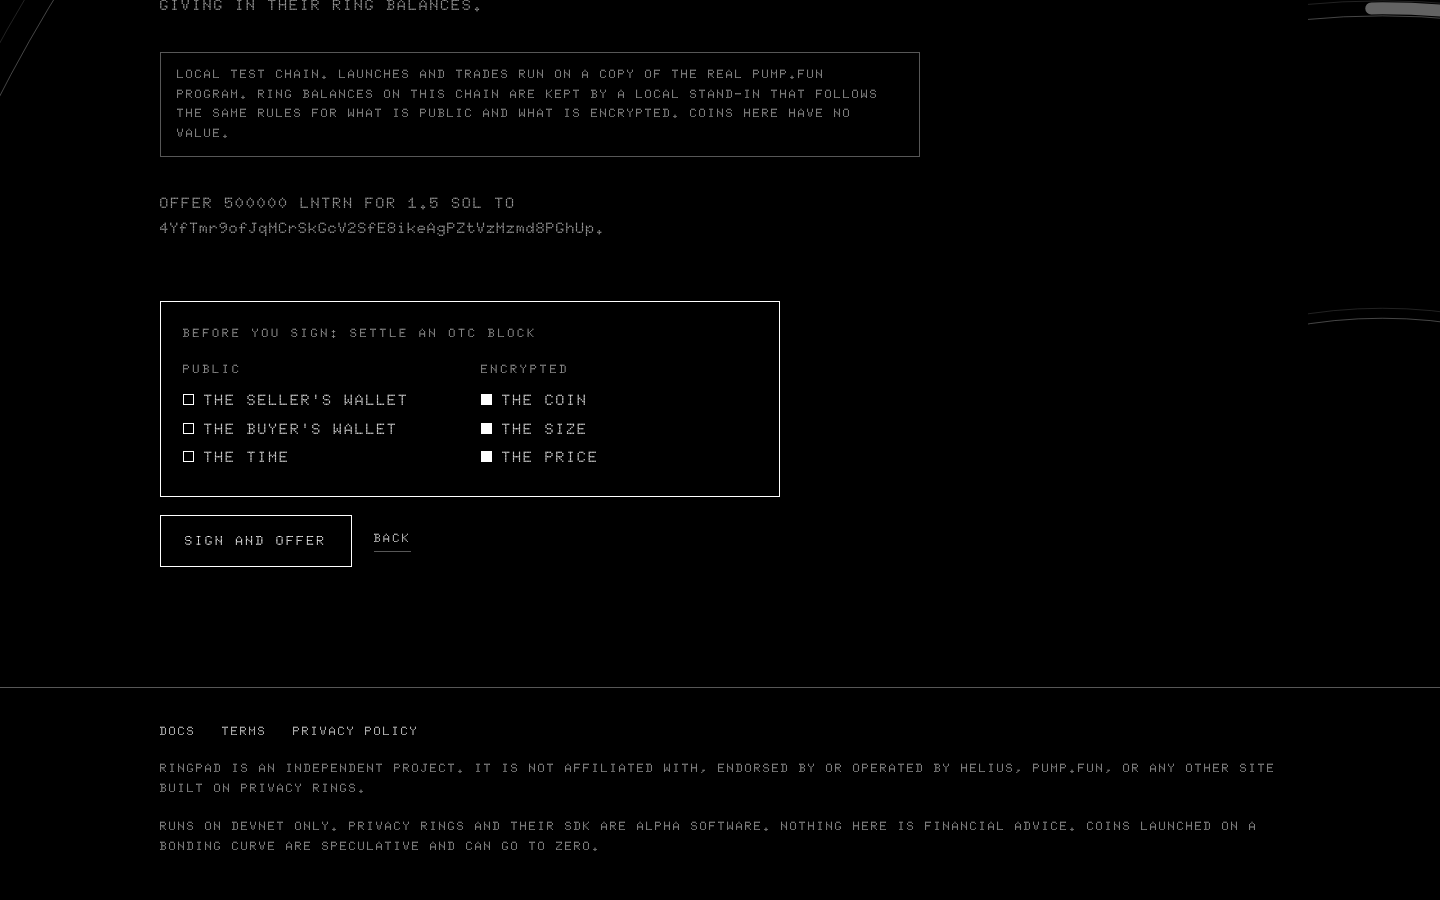 GIVING IN THEIR RING BALANCES.
LOCAL TEST CHAIN. LAUNCHES AND TRADES RUN ON A COPY OF THE REAL PUMP.FUN
PROGRAM. RING BALANCES ON THIS CHAIN ARE KEPT BY A LOCAL STAND-IN THAT FOLLOWS
THE SAME RULES FOR WHAT IS PUBLIC AND WHAT IS ENCRYPTED. COINS HERE HAVE NO
VALUE.
OFFER 500000 LNTRN FOR 1.5 SOL TO
4YfTmr9ofJqHCrSkGcV2SfE8ikeAgPZtVzMzmd8PGhUp.
BEFORE YOU SIGN: SETTLE AN OTC BLOCK
PUBLIC
THE SELLER'S WALLET
THE BUYER'S WALLET
THE TIME
ENCRYPTED
THE COIN
THE SIZE
THE PRICE
SIGN AND OFFER
BACK
DOCS TERMS PRIVACY POLICY
RINGPAD IS AN INDEPENDENT PROJECT. IT IS NOT AFFILIATED WITH, ENDORSED BY OR OPERATED BY HELIUS, PUMP.FUN, OR ANY OTHER SITE
BUILT ON PRIVACY RINGS.
RUNS ON DEVNET ONLY. PRIVACY RINGS AND THEIR SDK ARE ALPHA SOFTWARE. NOTHING HERE IS FINANCIAL ADVICE. COINS LAUNCHED ON A
BONDING CURVE ARE SPECULATIVE AND CAN GO TO ZERO.